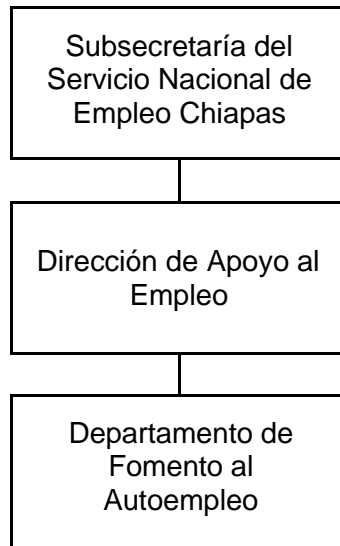 Subsecretaría del
Servicio Nacional de
Empleo Chiapas
Dirección de Apoyo al
Empleo
Departamento de
Fomento al
Autoempleo